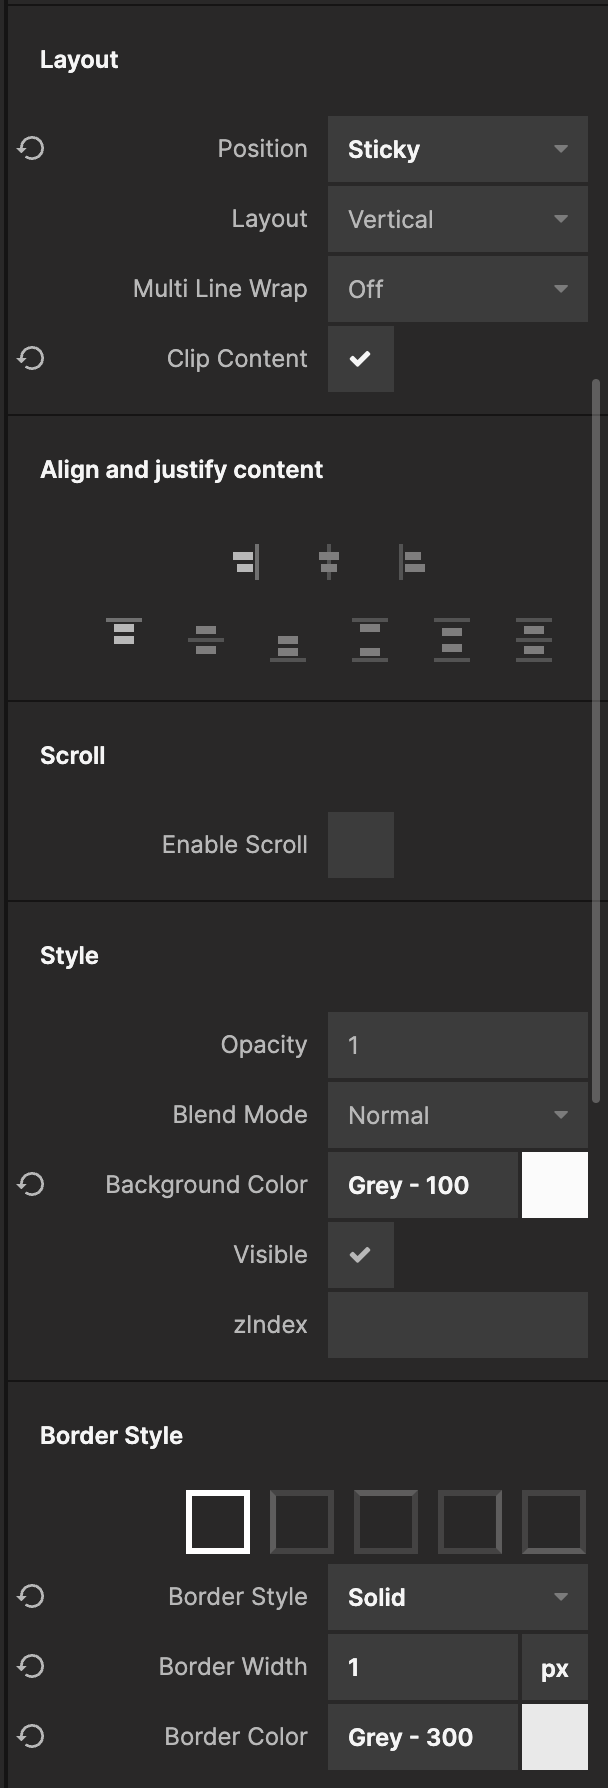 Layout
Position Sticky
Layout Vertical
Multi Line Wrap Off
Clip Content
Align and justify content
Scroll
Enable Scroll
Style
Opacity 1
Blend Mode Normal
Background Color Grey - 100
Visible
zIndex
Border Style
Border Style Solid
Border Width 1 px
Border Color Grey - 300